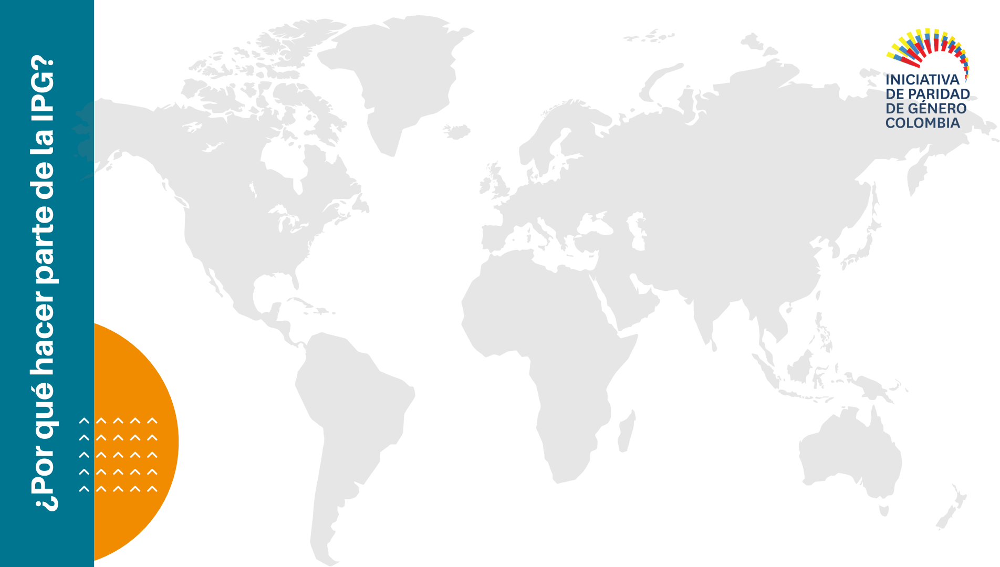 ¿Por qué hacer parte de la IPG?
INICIATIVA
DE PARIDAD
DE GÉNERO
COLOMBIA